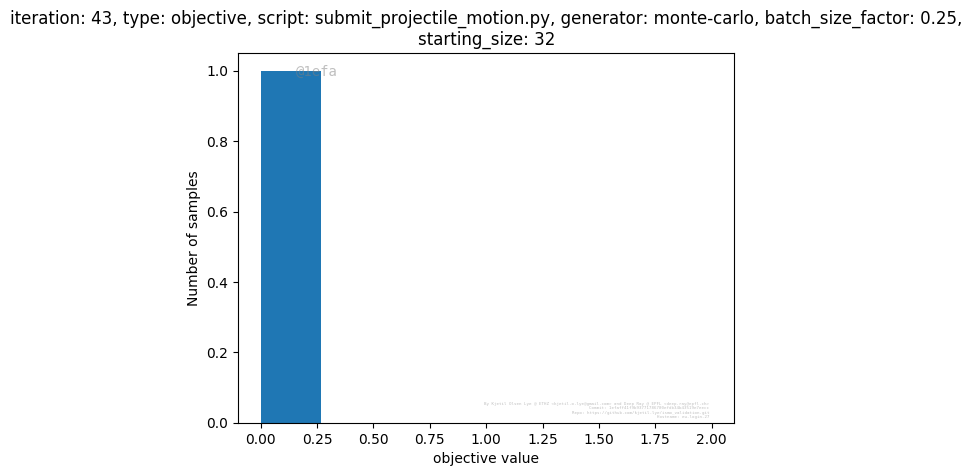 iteration: 43, type: objective, script: submit_projectile_motion.py, generator: monte-carlo, batch_size_factor: 0.25,
starting_size: 32
@1efa
1.0
0.8
0.6
0.4
0.2
0.0
Number of samples
0.00 0.25 0.50 0.75 1.00 1.25 1.50 1.75 2.00
objective value